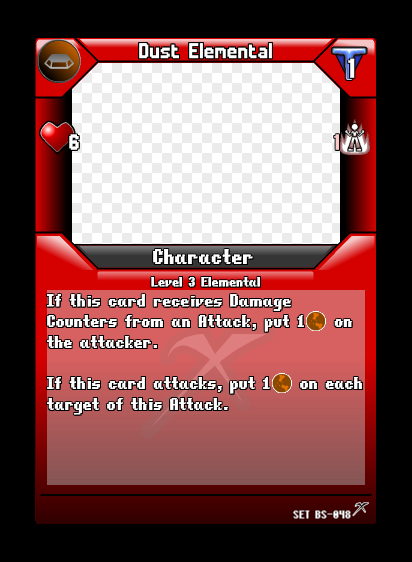 Dust Elemental
1
6
1
Character
Level 3 Elemental
If this card receives Damage
Counters from an Attack, put 1 on
the attacker.
If this card attacks, put 1 on each
target of this Attack.
SET BS-048